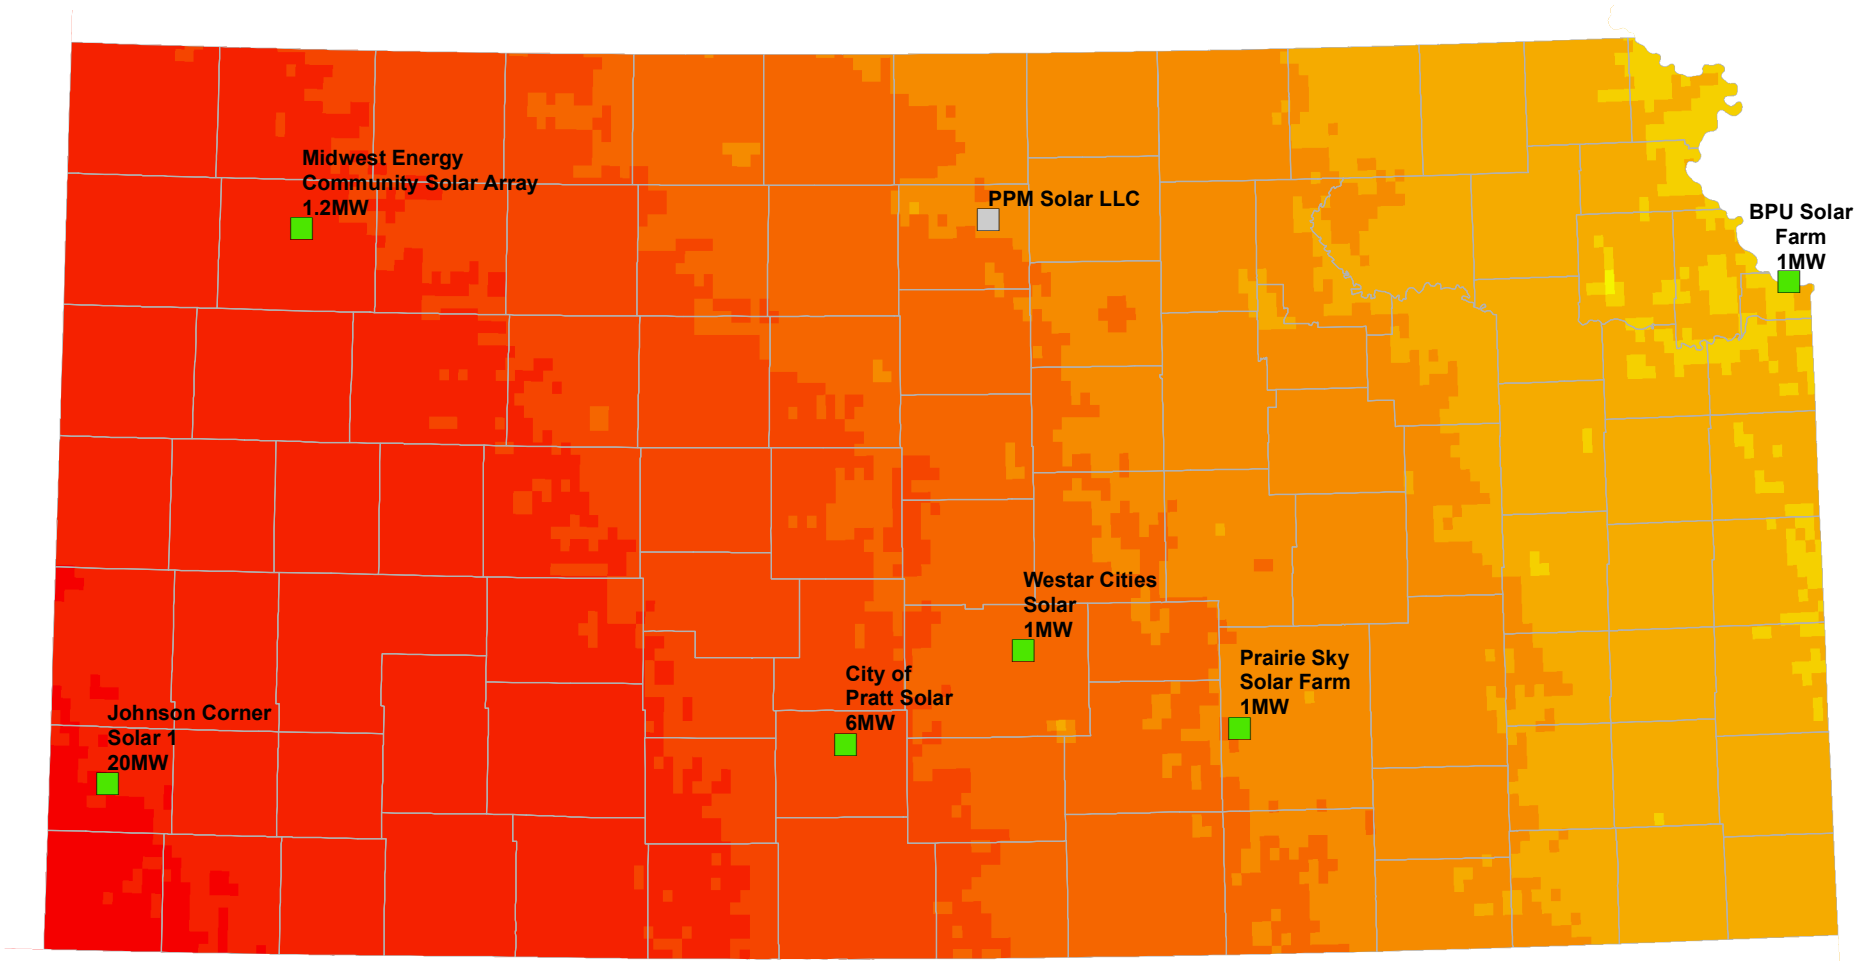 Midwest Energy
Community Solar Array
1.2MW
PPM Solar LLC
BPU Solar
Farm
1MW
Westar Cities
Solar
1MW
Prairie Sky
Solar Farm
1MW
City of
Pratt Solar
6MW
Johnson Corner
Solar 1
20MW